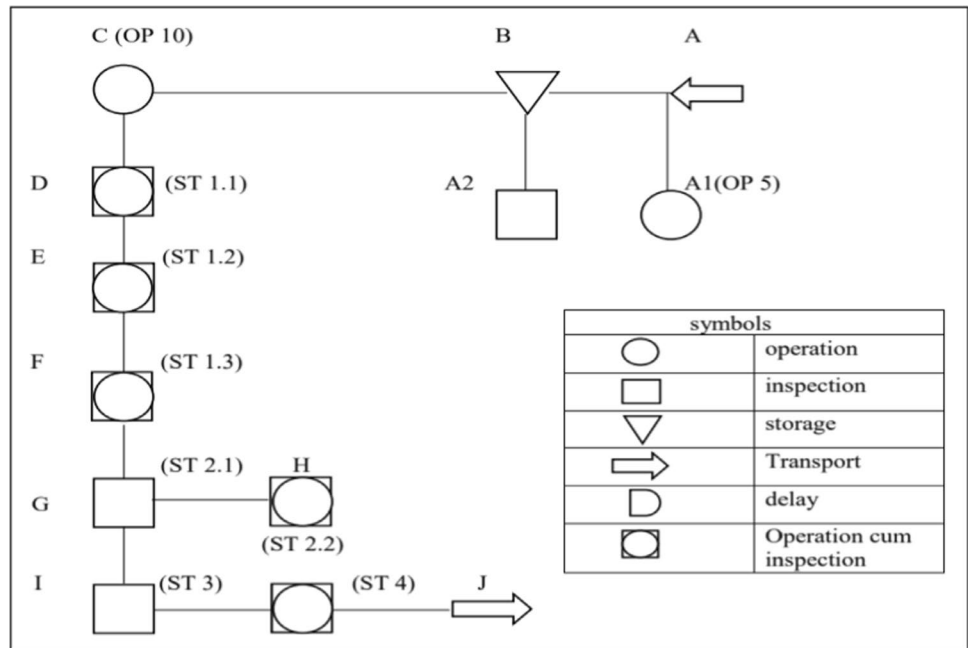 C (OP 10)
B
A
D
(ST 1.1)
A2
A1(OP 5)
E
(ST 1.2)
symbols
operation
F
(ST 1.3)
inspection
storage
(ST 2.1)
H
Transport
G
delay
(ST 2.2)
Operation cum
inspection
I
(ST 3)
(ST 4)
J